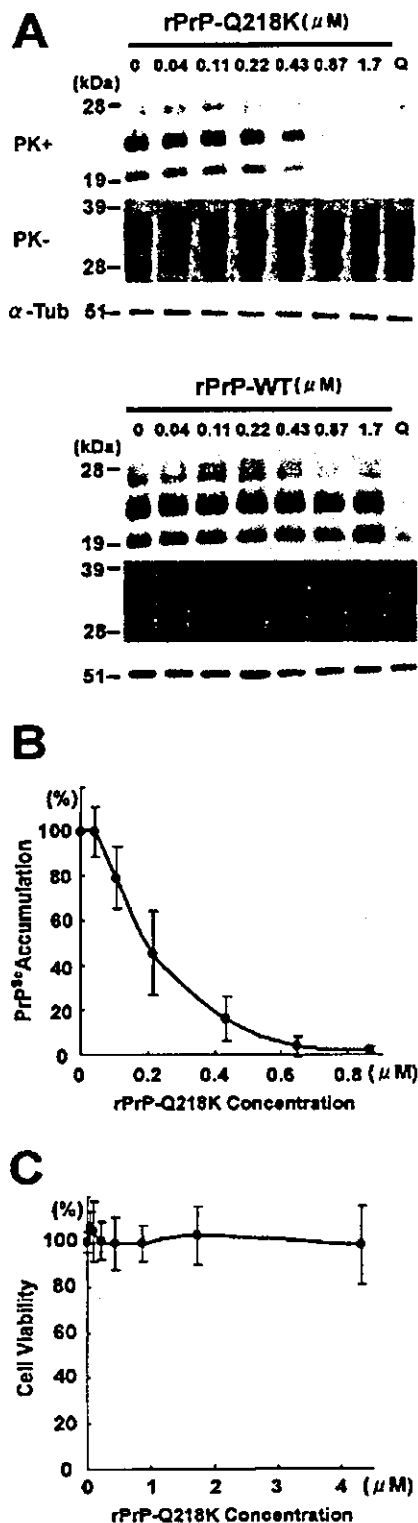 A
rPrP-Q218K(μM)
(kDa) 0 0.04 0.11 0.22 0.43 0.87 1.7 Q
28
PK+
19
39
PK-
28
α-Tub 51
rPrP-WT(μM)
(kDa) 0 0.04 0.11 0.22 0.43 0.87 1.7 Q
28
19
39
28
51
B
(%)
100
80
60
40
20
0
PrPSc Accumulation
0 0.2 0.4 0.6 0.8 (μM)
rPrP-Q218K Concentration
C
(%)
100
80
60
40
20
0
Cell Viability
0 1 2 3 4 (μM)
rPrP-Q218K Concentration